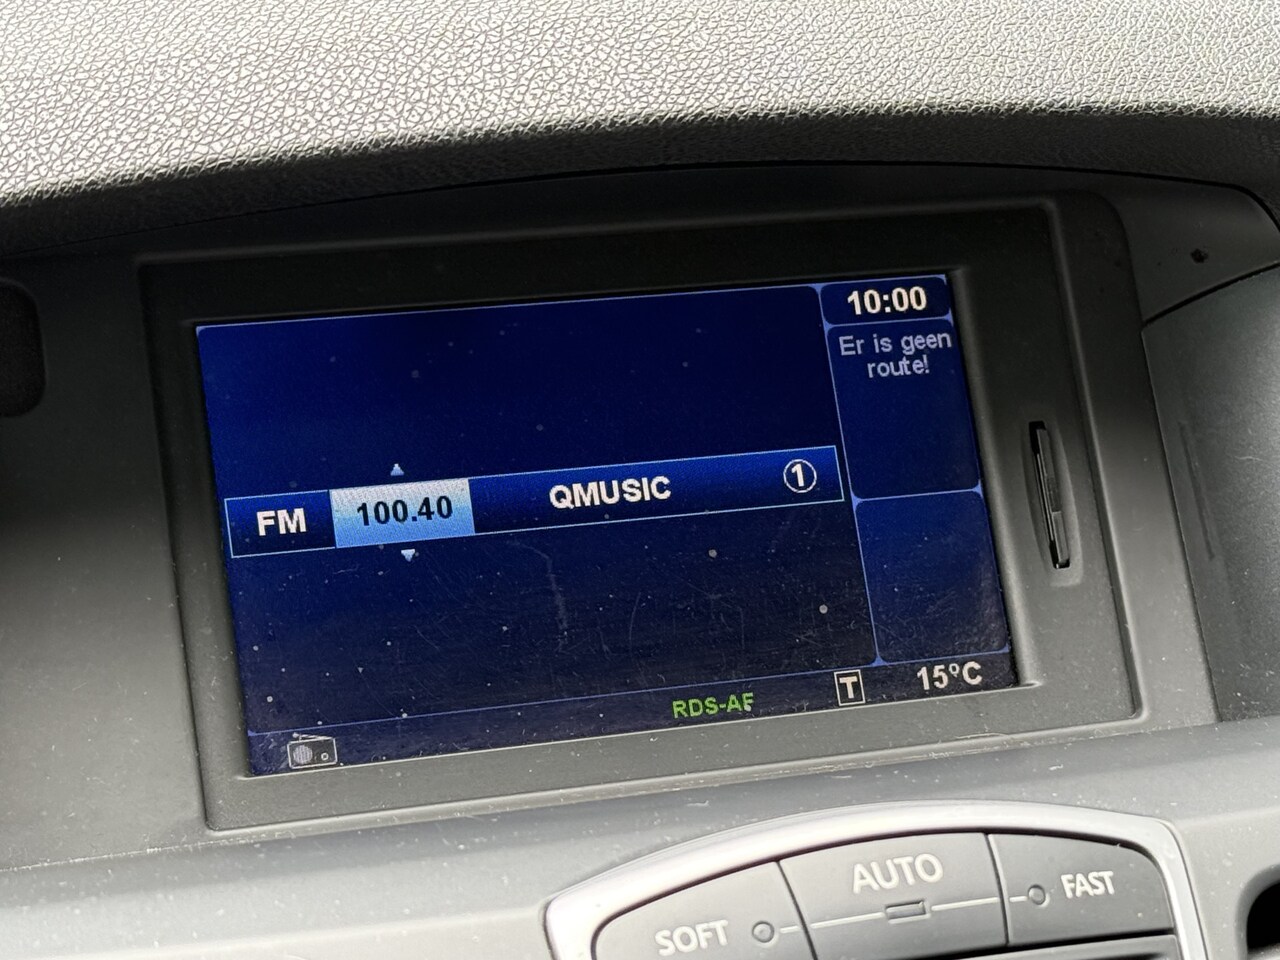 10:00
Er is geen
route!
FM 100.40 QMUSIC 1
RDS-AF T 15°C
SOFT AUTO FAST